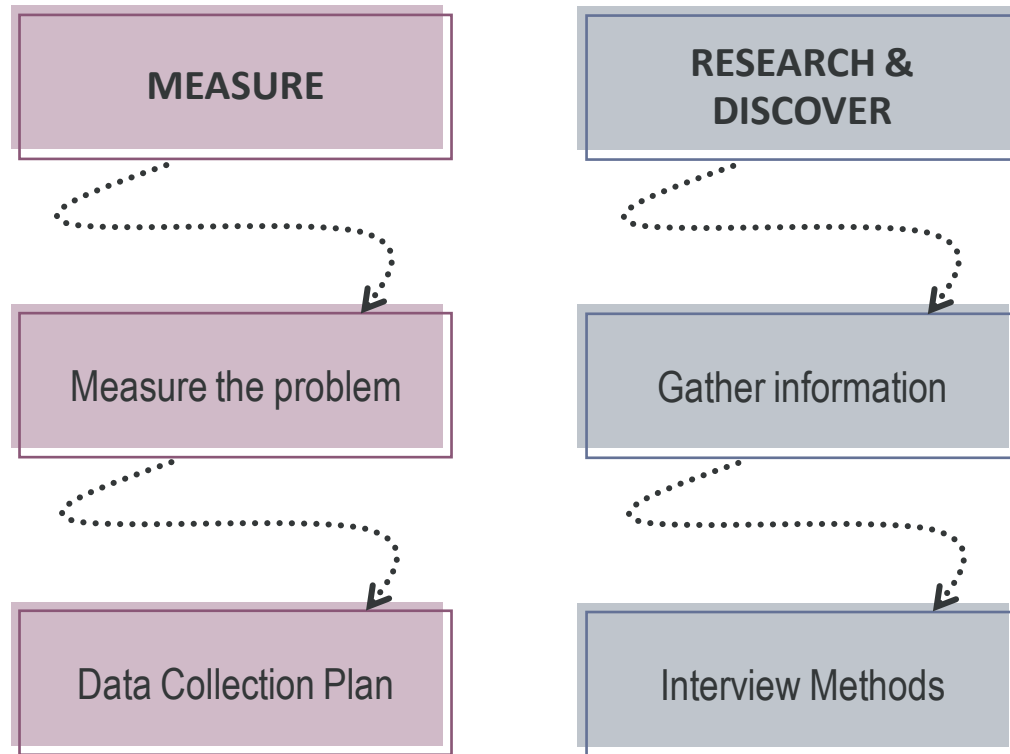 MEASURE
RESEARCH &
DISCOVER
Measure the problem
Gather information
Data Collection Plan
Interview Methods